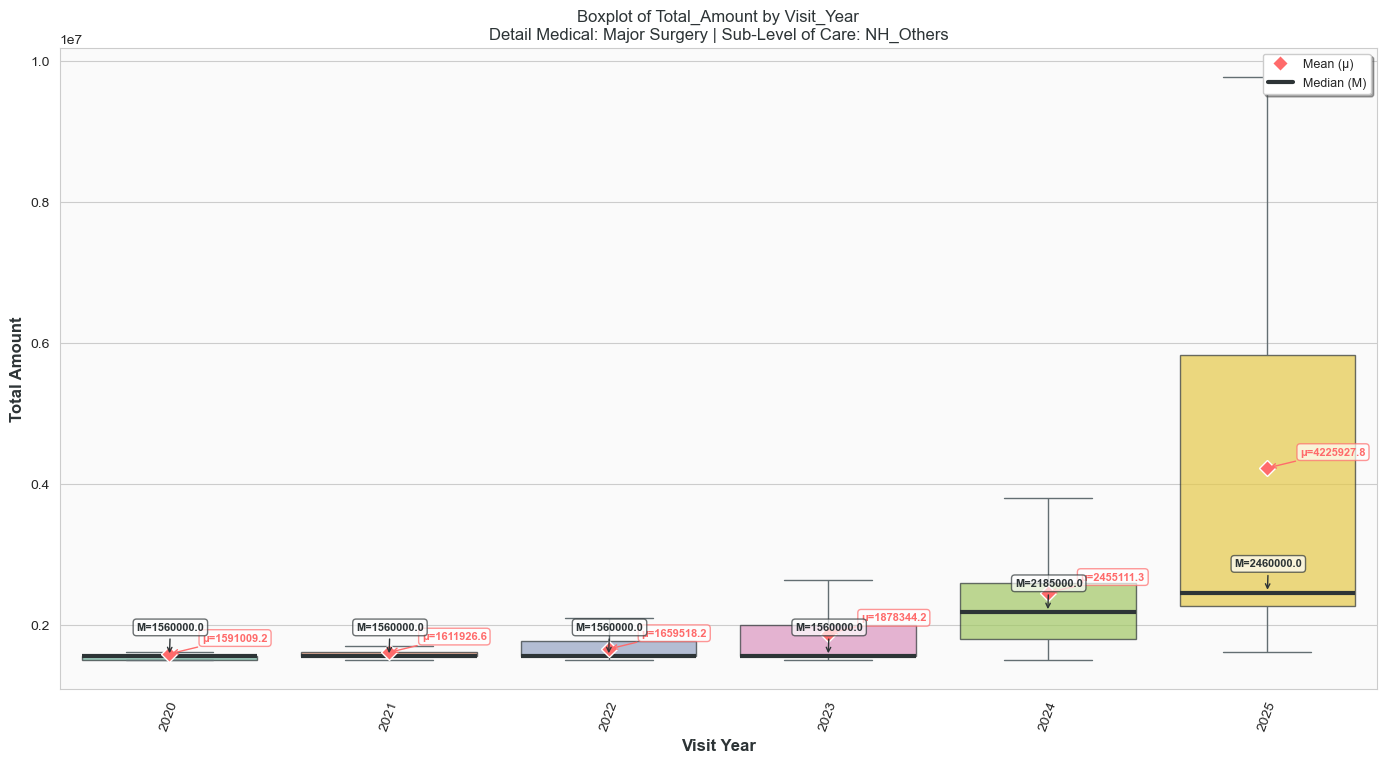 Boxplot of Total_Amount by Visit_Year
Detail Medical: Major Surgery | Sub-Level of Care: NH_Others
1e7
Mean (μ)
Median (M)
1.0
0.8
0.6
0.4
0.2
Total Amount
M=1560000.0
μ=1591009.2
M=1560000.0
μ=1611926.6
M=1560000.0
μ=1659518.2
M=1560000.0
μ=1878344.2
M=2185000.0
μ=2455111.3
M=2460000.0
μ=4225927.8
2020
2021
2022
2023
2024
2025
Visit Year